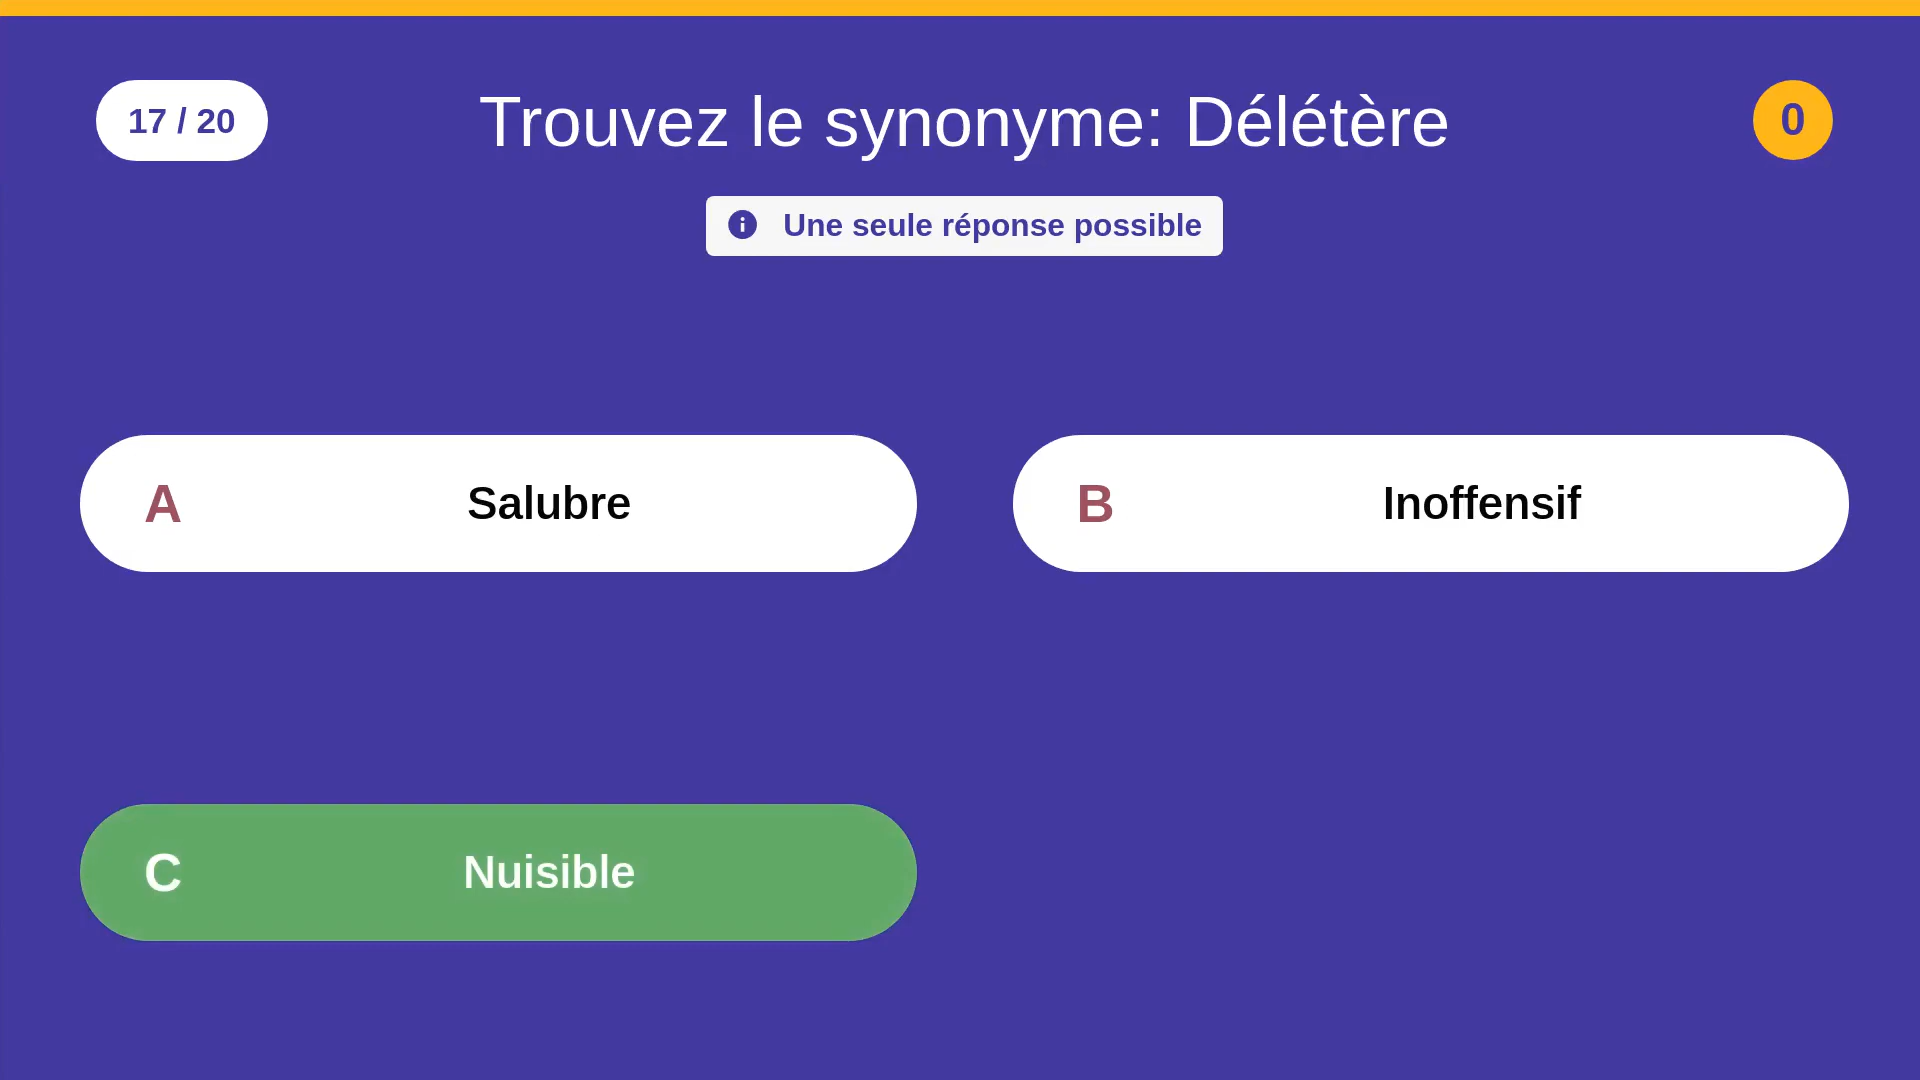 17 / 20
Trouvez le synonyme: Délétère
0
Une seule réponse possible
A Salubre
B Inoffensif
C Nuisible